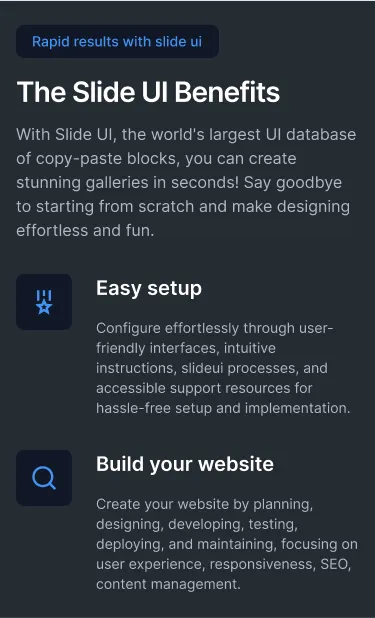 Rapid results with slide ui
The Slide UI Benefits
With Slide UI, the world's largest UI database
of copy-paste blocks, you can create
stunning galleries in seconds! Say goodbye
to starting from scratch and make designing
effortless and fun.
Easy setup
Configure effortlessly through user-
friendly interfaces, intuitive
instructions, slideui processes, and
accessible support resources for
hassle-free setup and implementation.
Build your website
Create your website by planning,
designing, developing, testing,
deploying, and maintaining, focusing on
user experience, responsiveness, SEO,
content management.